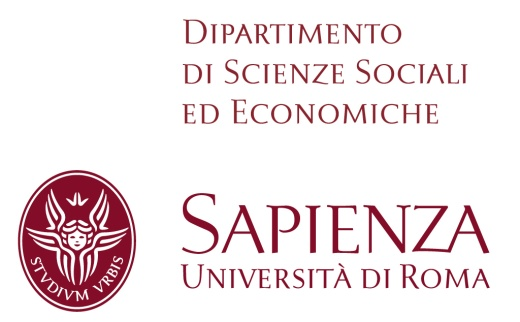 DIPARTIMENTO
DI SCIENZE SOCIALI
ED ECONOMICHE
STVDIVM VRBIS
SAPIENZA
UNIVERSITÀ DI ROMA